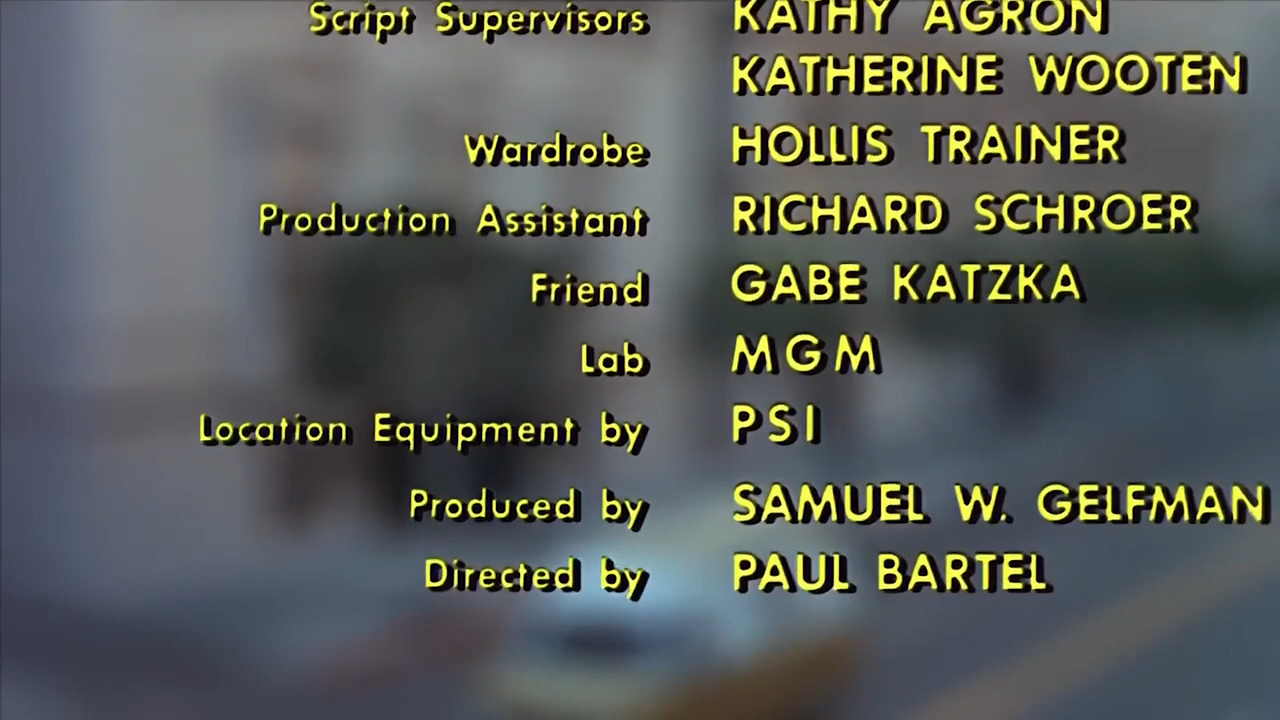 Script Supervisors KATHY AGRON
KATHERINE WOOTEN
Wardrobe HOLLIS TRAINER
Production Assistant RICHARD SCHROER
Friend GABE KATZKA
Lab MGM
Location Equipment by PSI
Produced by SAMUEL W. GELFMAN
Directed by PAUL BARTEL